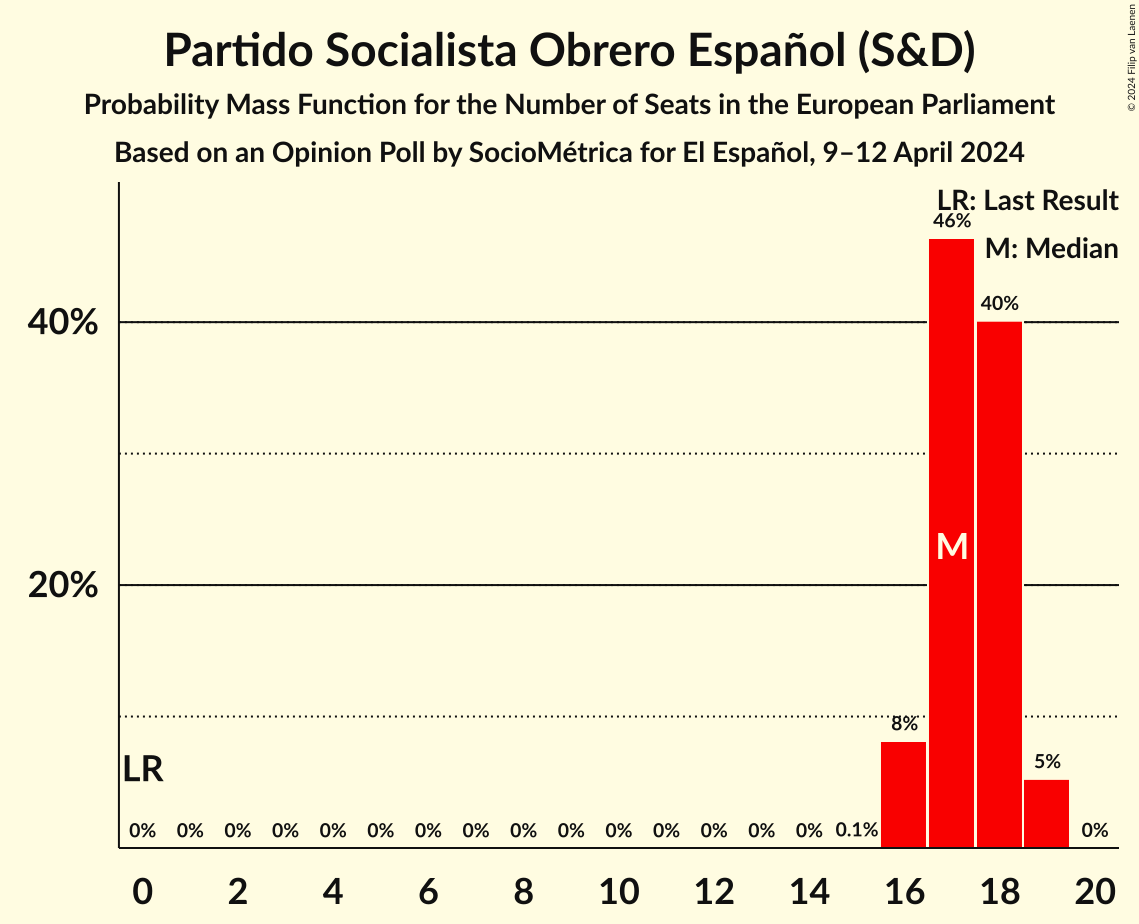 Partido Socialista Obrero Español (S&D)
Probability Mass Function for the Number of Seats in the European Parliament
Based on an Opinion Poll by SocioMétrica for El Español, 9–12 April 2024
© 2024 Filip van Laenen
LR: Last Result
M: Median
46%
40%
40%
M
20%
8%
5%
LR
0% 0% 0% 0% 0% 0% 0% 0% 0% 0% 0% 0% 0% 0% 0% 0.1% 0%
0 2 4 6 8 10 12 14 16 18 20